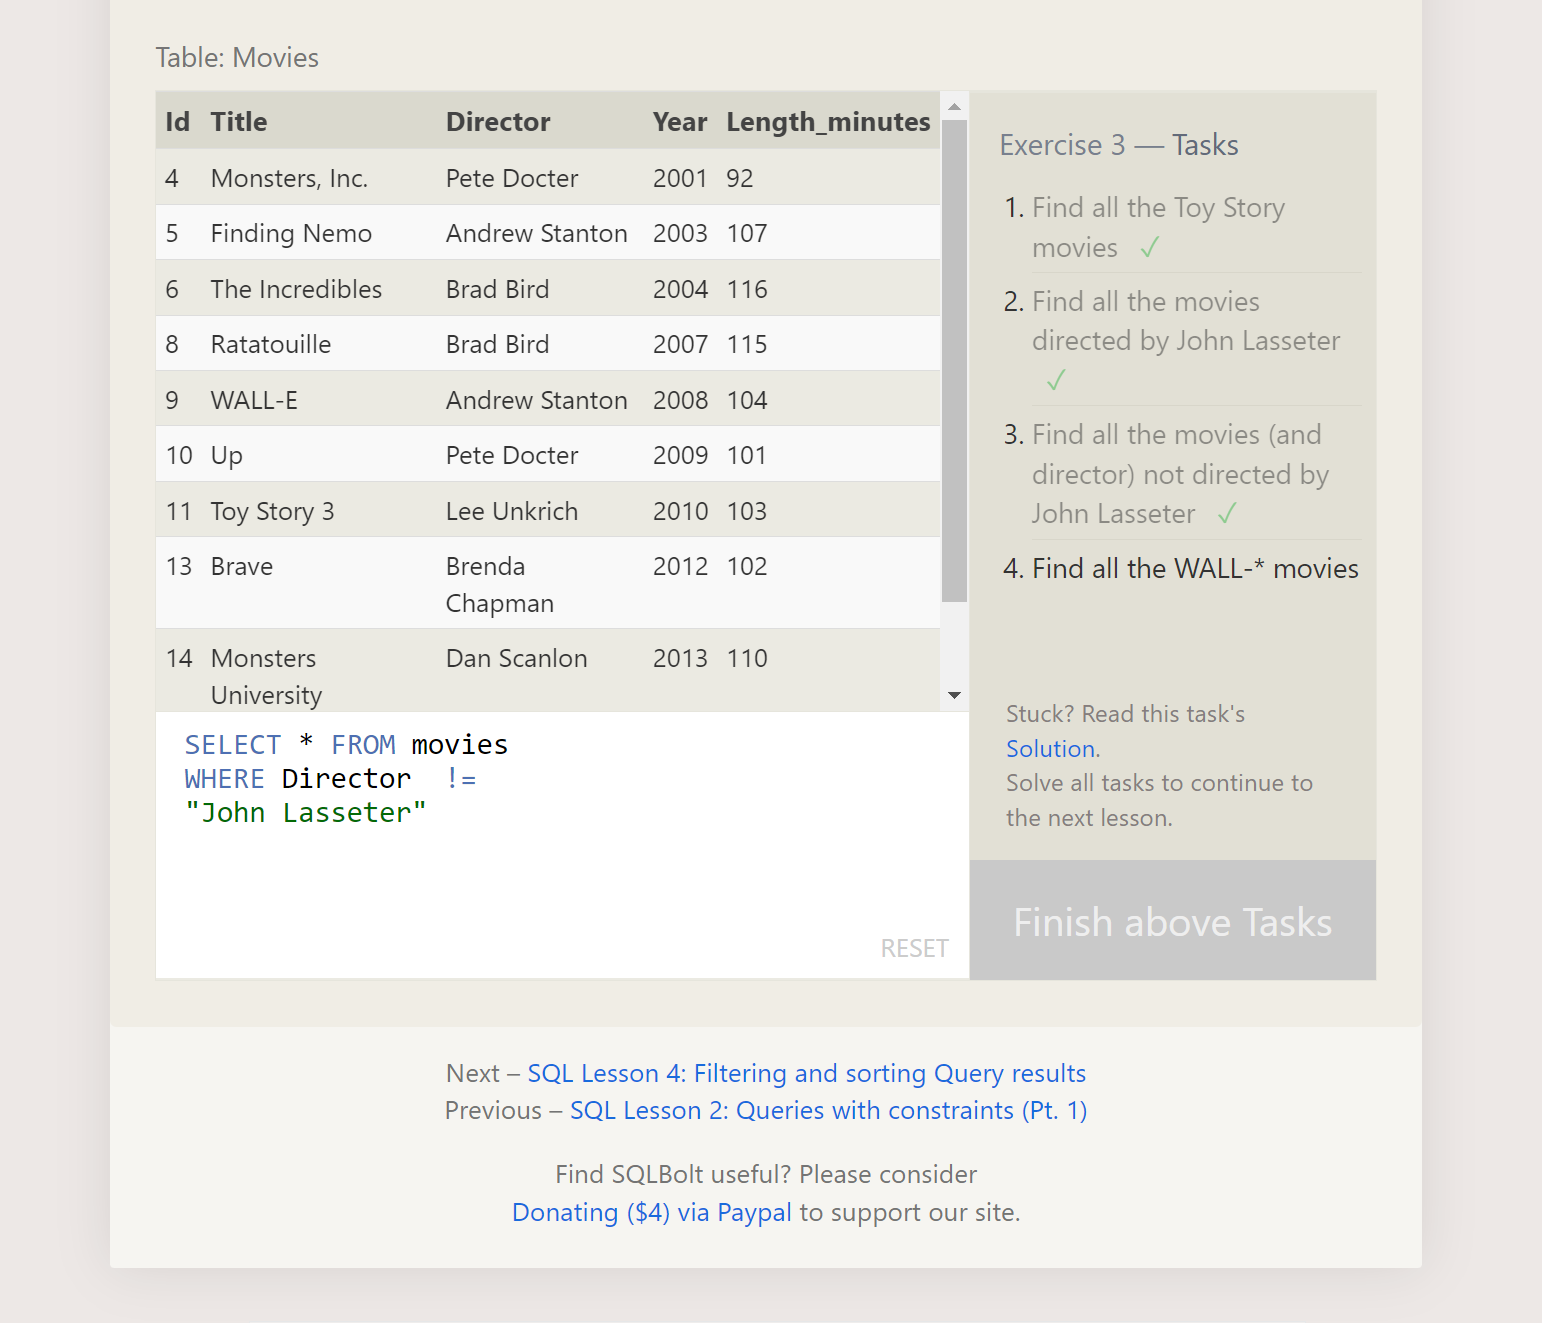 Table: Movies
Id Title Director Year Length_minutes
4 Monsters, Inc. Pete Docter 2001 92
5 Finding Nemo Andrew Stanton 2003 107
6 The Incredibles Brad Bird 2004 116
8 Ratatouille Brad Bird 2007 115
9 WALL-E Andrew Stanton 2008 104
10 Up Pete Docter 2009 101
11 Toy Story 3 Lee Unkrich 2010 103
13 Brave Brenda 2012 102
Chapman
14 Monsters Dan Scanlon 2013 110
University
SELECT * FROM movies
WHERE Director  !=
"John Lasseter"
RESET
Exercise 3 — Tasks
1. Find all the Toy Story
movies ✓
2. Find all the movies
directed by John Lasseter
✓
3. Find all the movies (and
director) not directed by
John Lasseter ✓
4. Find all the WALL-* movies
Stuck? Read this task's
Solution.
Solve all tasks to continue to
the next lesson.
Finish above Tasks
Next – SQL Lesson 4: Filtering and sorting Query results
Previous – SQL Lesson 2: Queries with constraints (Pt. 1)
Find SQLBolt useful? Please consider
Donating ($4) via Paypal to support our site.